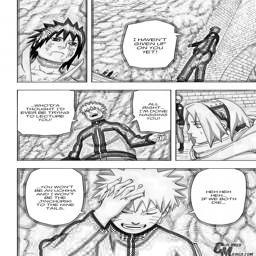 I HAVEN'T
GIVEN UP
ON YOU
YET!
ALL
RIGHT...
I'M DONE
NAGGING
YOU!
WHO'D'A
THOUGHT I'D
EVER BE TRYING
TO LECTURE
YOU!
HEH HEH
HEH...
IF WE
BOTH DIE...
YOU WON'T
BE AN UCHIHA
AND I WON'T
BE THE
JINCHURIKI
TO THE NINE
TAILS.